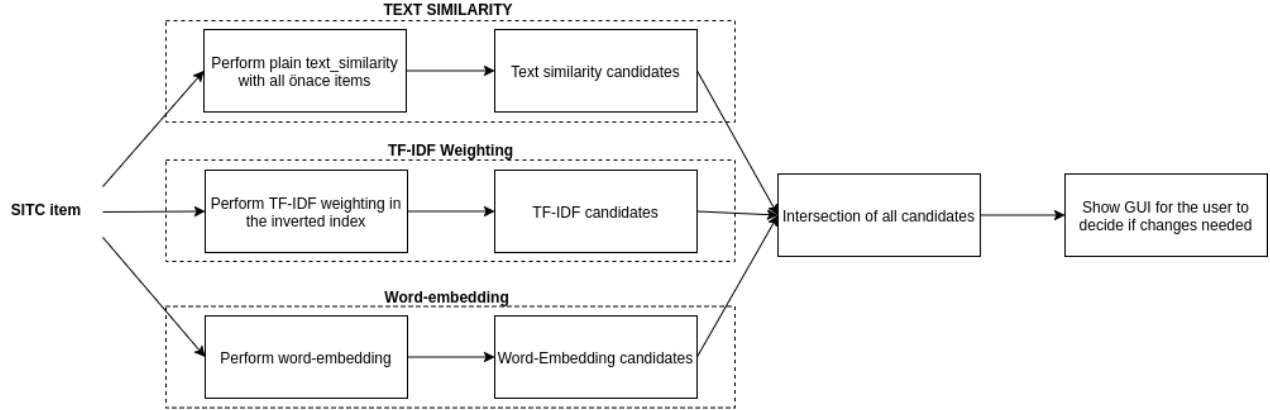 TEXT SIMILARITY
Perform plain text_similarity
with all önace items
Text similarity candidates
TF-IDF Weighting
SITC item
Perform TF-IDF weighting in
the inverted index
TF-IDF candidates
Intersection of all candidates
Show GUI for the user to
decide if changes needed
Word-embedding
Perform word-embedding
Word-Embedding candidates